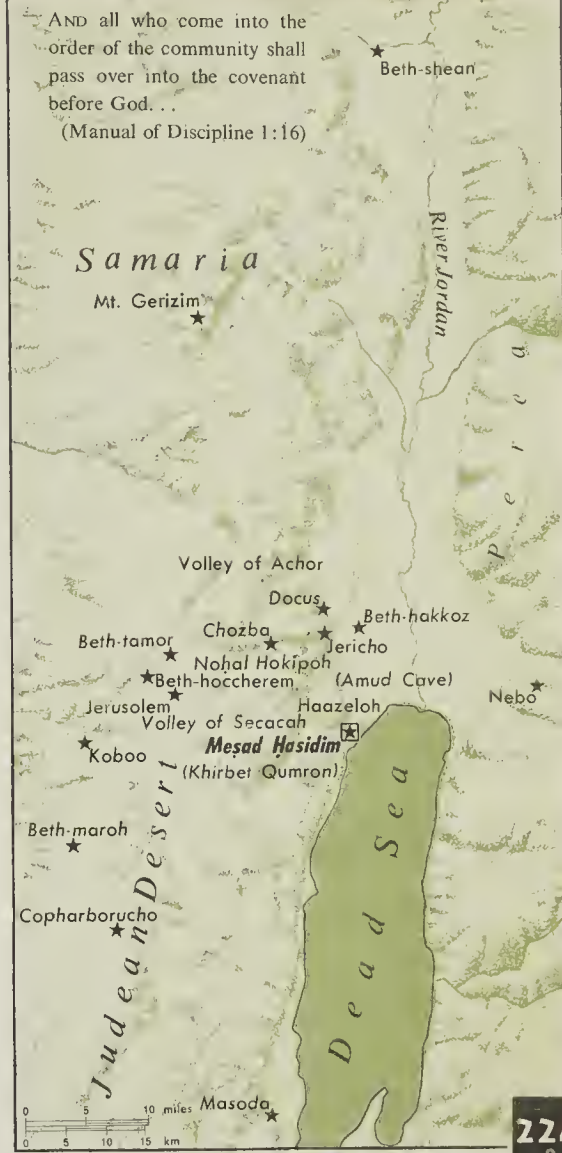 AND all who come into the
order of the community shall
pass over into the covenant
before God. . .
(Manual of Discipline 1:16)
Beth-shean
River Jordan
Samaria
Mt. Gerizim
Perea
Volley of Achor
Docus
Beth-hakkoz
Chozba
Jericho
Beth-tamor
Nohal Hokipoh
(Amud Cave)
Beth-hoccherem
Nebo
Jerusolem
Haazeloh
Volley of Secacah
Meṣad Ḥasidim
Koboo
(Khirbet Qumron)
Beth-maroh
Judean Desert
Dead Sea
Copharborucho
Masoda
0 5 10 miles
0 5 10 15 km